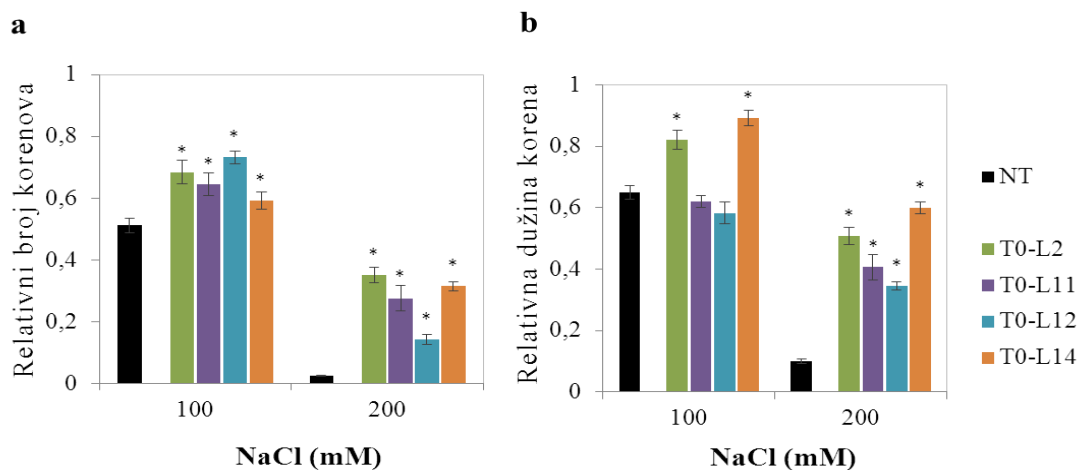 a
Relativni broj korenova
1
0,8
0,6
0,4
0,2
0
* * * *
* * * *
100 200
NaCl (mM)
b
Relativna dužina korena
1
0,8
0,6
0,4
0,2
0
* *
* * * *
100 200
NaCl (mM)
NT
T0-L2
T0-L11
T0-L12
T0-L14